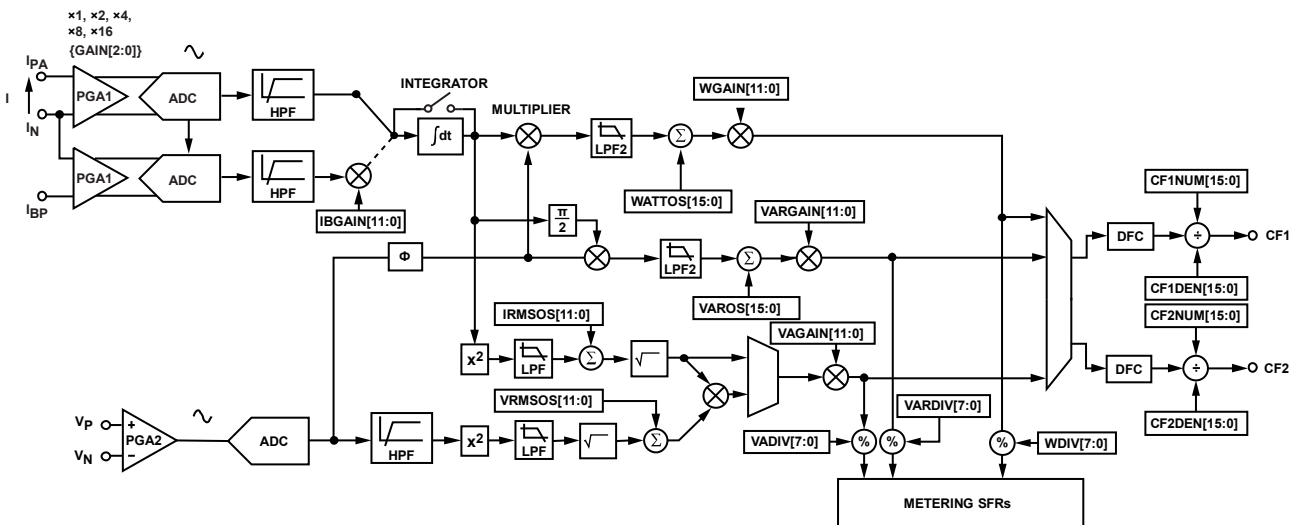 ×1, ×2, ×4,
×8, ×16
{GAIN[2:0]}
I
IPA
IN
IBP
PGA1
ADC
HPF
PGA1
ADC
HPF
IBGAIN[11:0]
INTEGRATOR
∫dt
MULTIPLIER
LPF2
Σ
WATTOS[15:0]
WGAIN[11:0]
π
2
Φ
LPF2
Σ
VAROS[15:0]
VARGAIN[11:0]
IRMSOS[11:0]
x²
LPF
Σ
√
VAGAIN[11:0]
VRMSOS[11:0]
VP
VN
+
−
PGA2
ADC
HPF
x²
LPF
√
Σ
VADIV[7:0]
%
%
VARDIV[7:0]
%
WDIV[7:0]
METERING SFRs
CF1NUM[15:0]
DFC
÷
CF1
CF1DEN[15:0]
CF2NUM[15:0]
DFC
÷
CF2
CF2DEN[15:0]